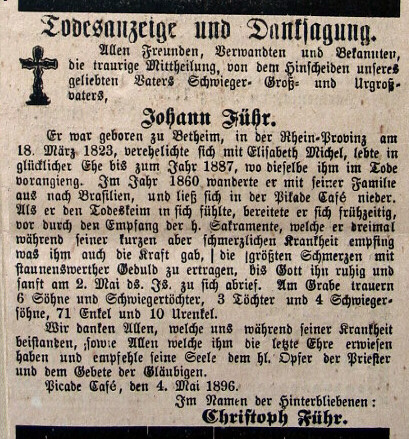 Todesanzeige und Danksagung.
Allen Freunden, Verwandten und Bekannten,
die traurige Mittheilung, von dem Hinscheiden unseres
geliebten Vaters Schwieger- Groß- und Urgroß-
vaters,
Johann Führ.
Er war geboren zu Betheim, in der Rhein-Provinz am
18. März 1823, verehelichte sich mit Elisabeth Michel, lebte in
glücklicher Ehe bis zum Jahr 1887, wo dieselbe ihm im Tode
vorangieng. Im Jahr 1860 wanderte er mit seiner Familie
aus nach Brasilien, und ließ sich in der Pikade Café nieder.
Als er den Todeskeim in sich fühlte, bereitete er sich frühzeitig,
vor durch den Empfang der h. Sakramente, welche er dreimal
während seiner kurzen aber schmerzlichen Krankheit empfing
was ihm auch die Kraft gab, die größten Schmerzen mit
staunenswerther Geduld zu ertragen, bis Gott ihn ruhig und
sanft am 2. Mai ds. Js. zu sich abrief. Am Grabe trauern
6 Söhne und Schwiegertöchter, 3 Töchter und 4 Schwieger-
söhne, 71 Enkel und 10 Urenkel.
Wir danken Allen, welche uns während seiner Krankheit
beistanden, sowie Allen welche ihm die letzte Ehre erwiesen
haben und empfehle seine Seele dem hl. Opfer der Priester
und dem Gebete der Gläubigen.
Picade Café, den 4. Mai 1896.
Im Namen der Hinterbliebenen:
Christoph Führ.